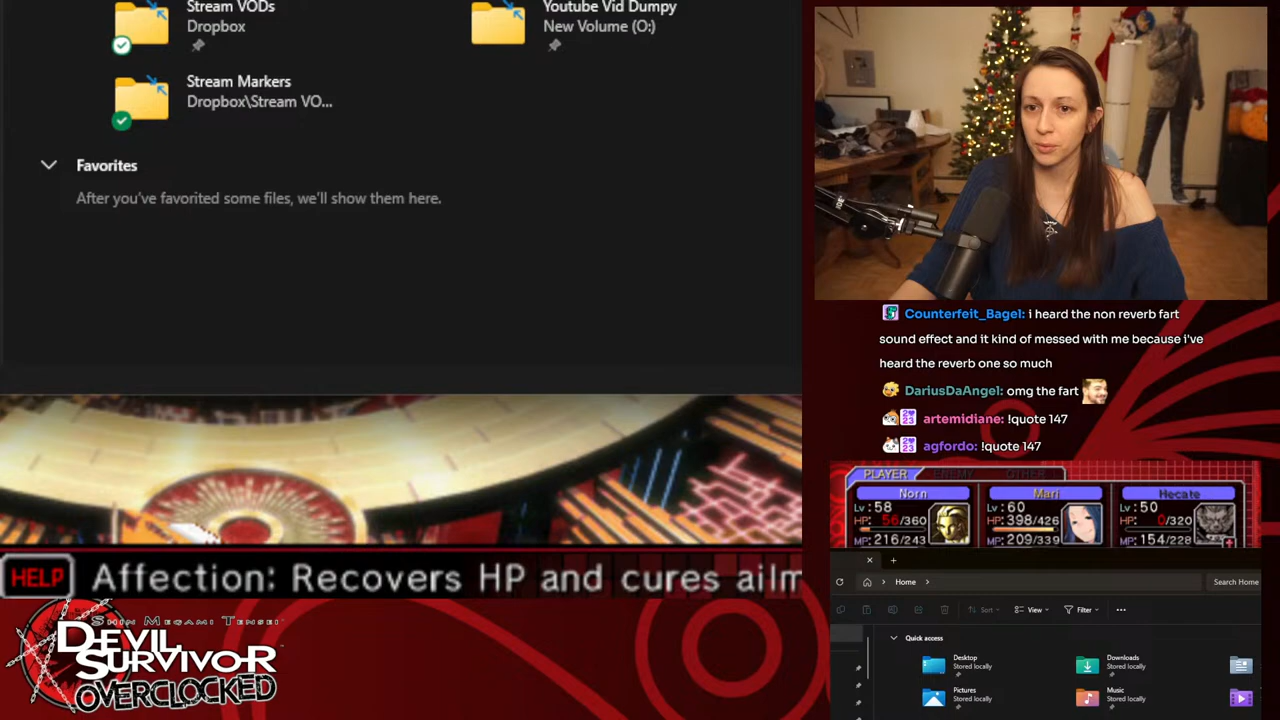 Stream VODs
Dropbox
Youtube Vid Dumpy
New Volume (O:)
Stream Markers
Dropbox\Stream VO...
Favorites
After you've favorited some files, we'll show them here.
HELP Affection: Recovers HP and cures ailm
SHIN MEGAMI TENSEI
DEVIL
SURVIVOR
OVERCLOCKED
Counterfeit_Bagel: i heard the non reverb fart
sound effect and it kind of messed with me because i've
heard the reverb one so much
DariusDaAngel: omg the fart
artemidiane: !quote 147
agfordo: !quote 147
PLAYER ENEMY OTHER
Norn Mari Hecate
Lv: 58 Lv: 60 Lv: 50
HP: 56/360 HP: 398/426 HP: 0/320
MP: 216/243 MP: 209/339 MP: 154/228
Home
Search Home
Sort View Filter
Quick access
Desktop
Stored locally
Downloads
Stored locally
Pictures
Stored locally
Music
Stored locally